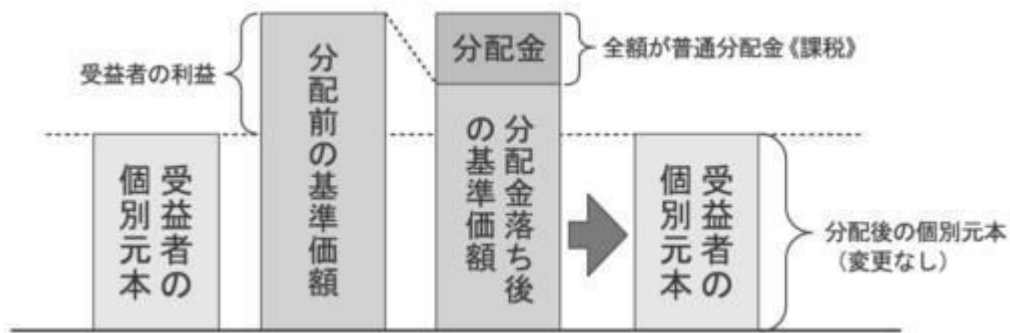 受益者の利益
受益者の
個別元本
分配前の基準価額
分配金
全額が普通分配金《課税》
分配金落ち後
の基準価額
受益者の
個別元本
分配後の個別元本
（変更なし）